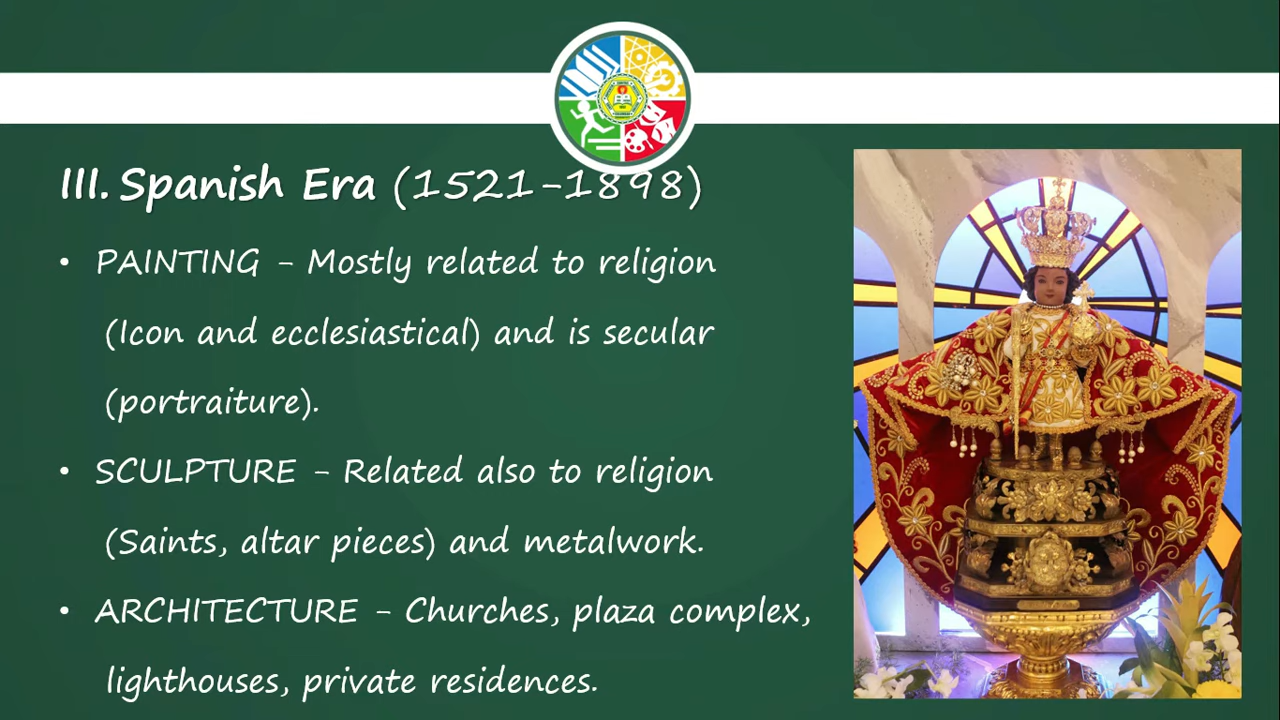 III. Spanish Era (1521-1898)
• PAINTING - Mostly related to religion
(Icon and ecclesiastical) and is secular
(portraiture).
• SCULPTURE - Related also to religion
(Saints, altar pieces) and metalwork.
• ARCHITECTURE - Churches, plaza complex,
lighthouses, private residences.